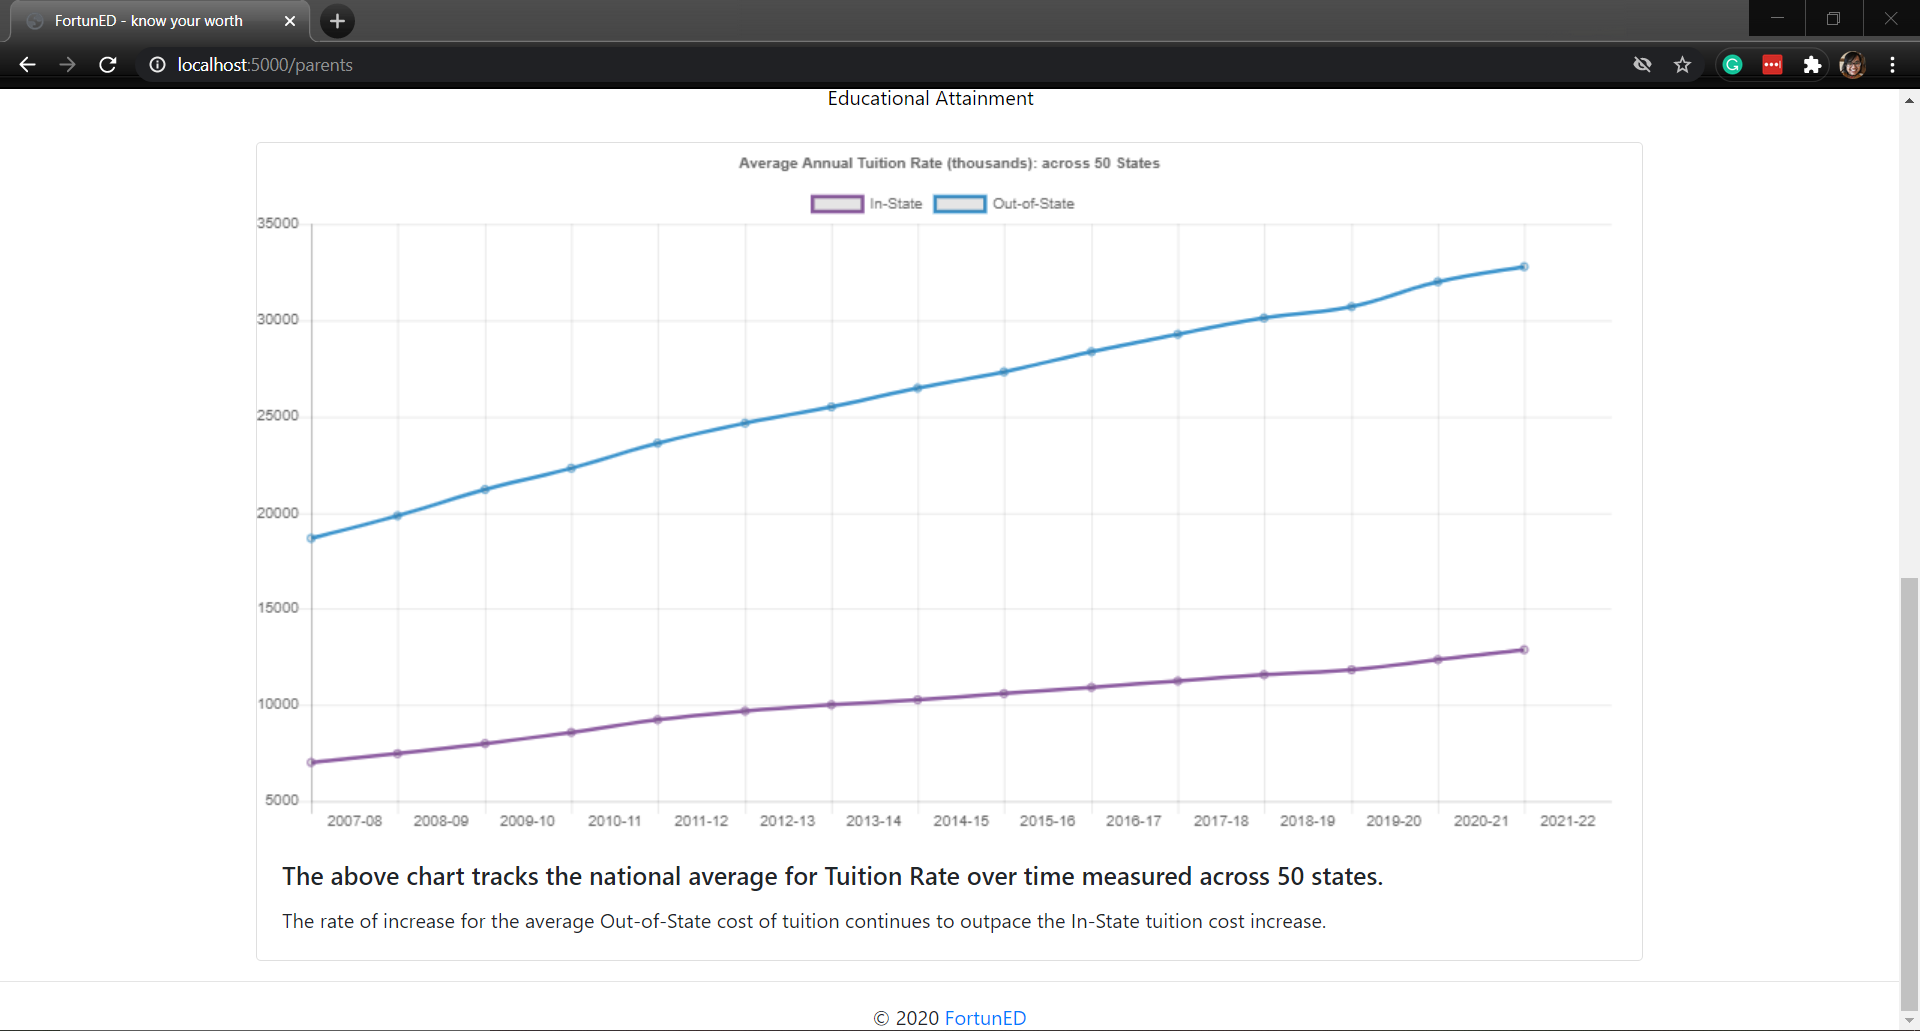 FortunED - know your worth
localhost:5000/parents
Educational Attainment
Average Annual Tuition Rate (thousands): across 50 States
In-State Out-of-State
35000
30000
25000
20000
15000
10000
5000
2007-08 2008-09 2009-10 2010-11 2011-12 2012-13 2013-14 2014-15 2015-16 2016-17 2017-18 2018-19 2019-20 2020-21 2021-22
The above chart tracks the national average for Tuition Rate over time measured across 50 states.
The rate of increase for the average Out-of-State cost of tuition continues to outpace the In-State tuition cost increase.
© 2020 FortunED